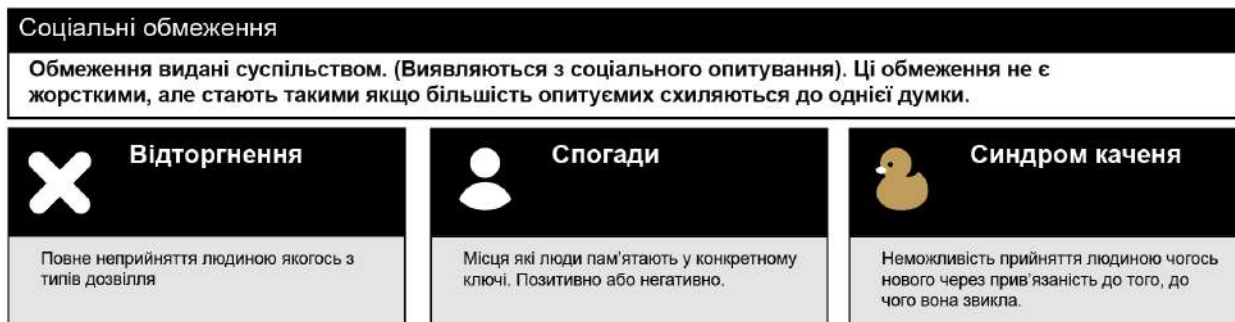 Соціальні обмеження
Обмеження видані суспільством. (Виявляються з соціального опитування). Ці обмеження не є
жорсткими, але стають такими якщо більшість опитуємих схиляються до однієї думки.
Відторгнення
Повне неприйняття людиною якогось з
типів дозвілля
Спогади
Місця які люди пам'ятають у конкретному
ключі. Позитивно або негативно.
Синдром каченя
Неможливість прийняття людиною чогось
нового через прив'язаність до того, до
чого вона звикла.